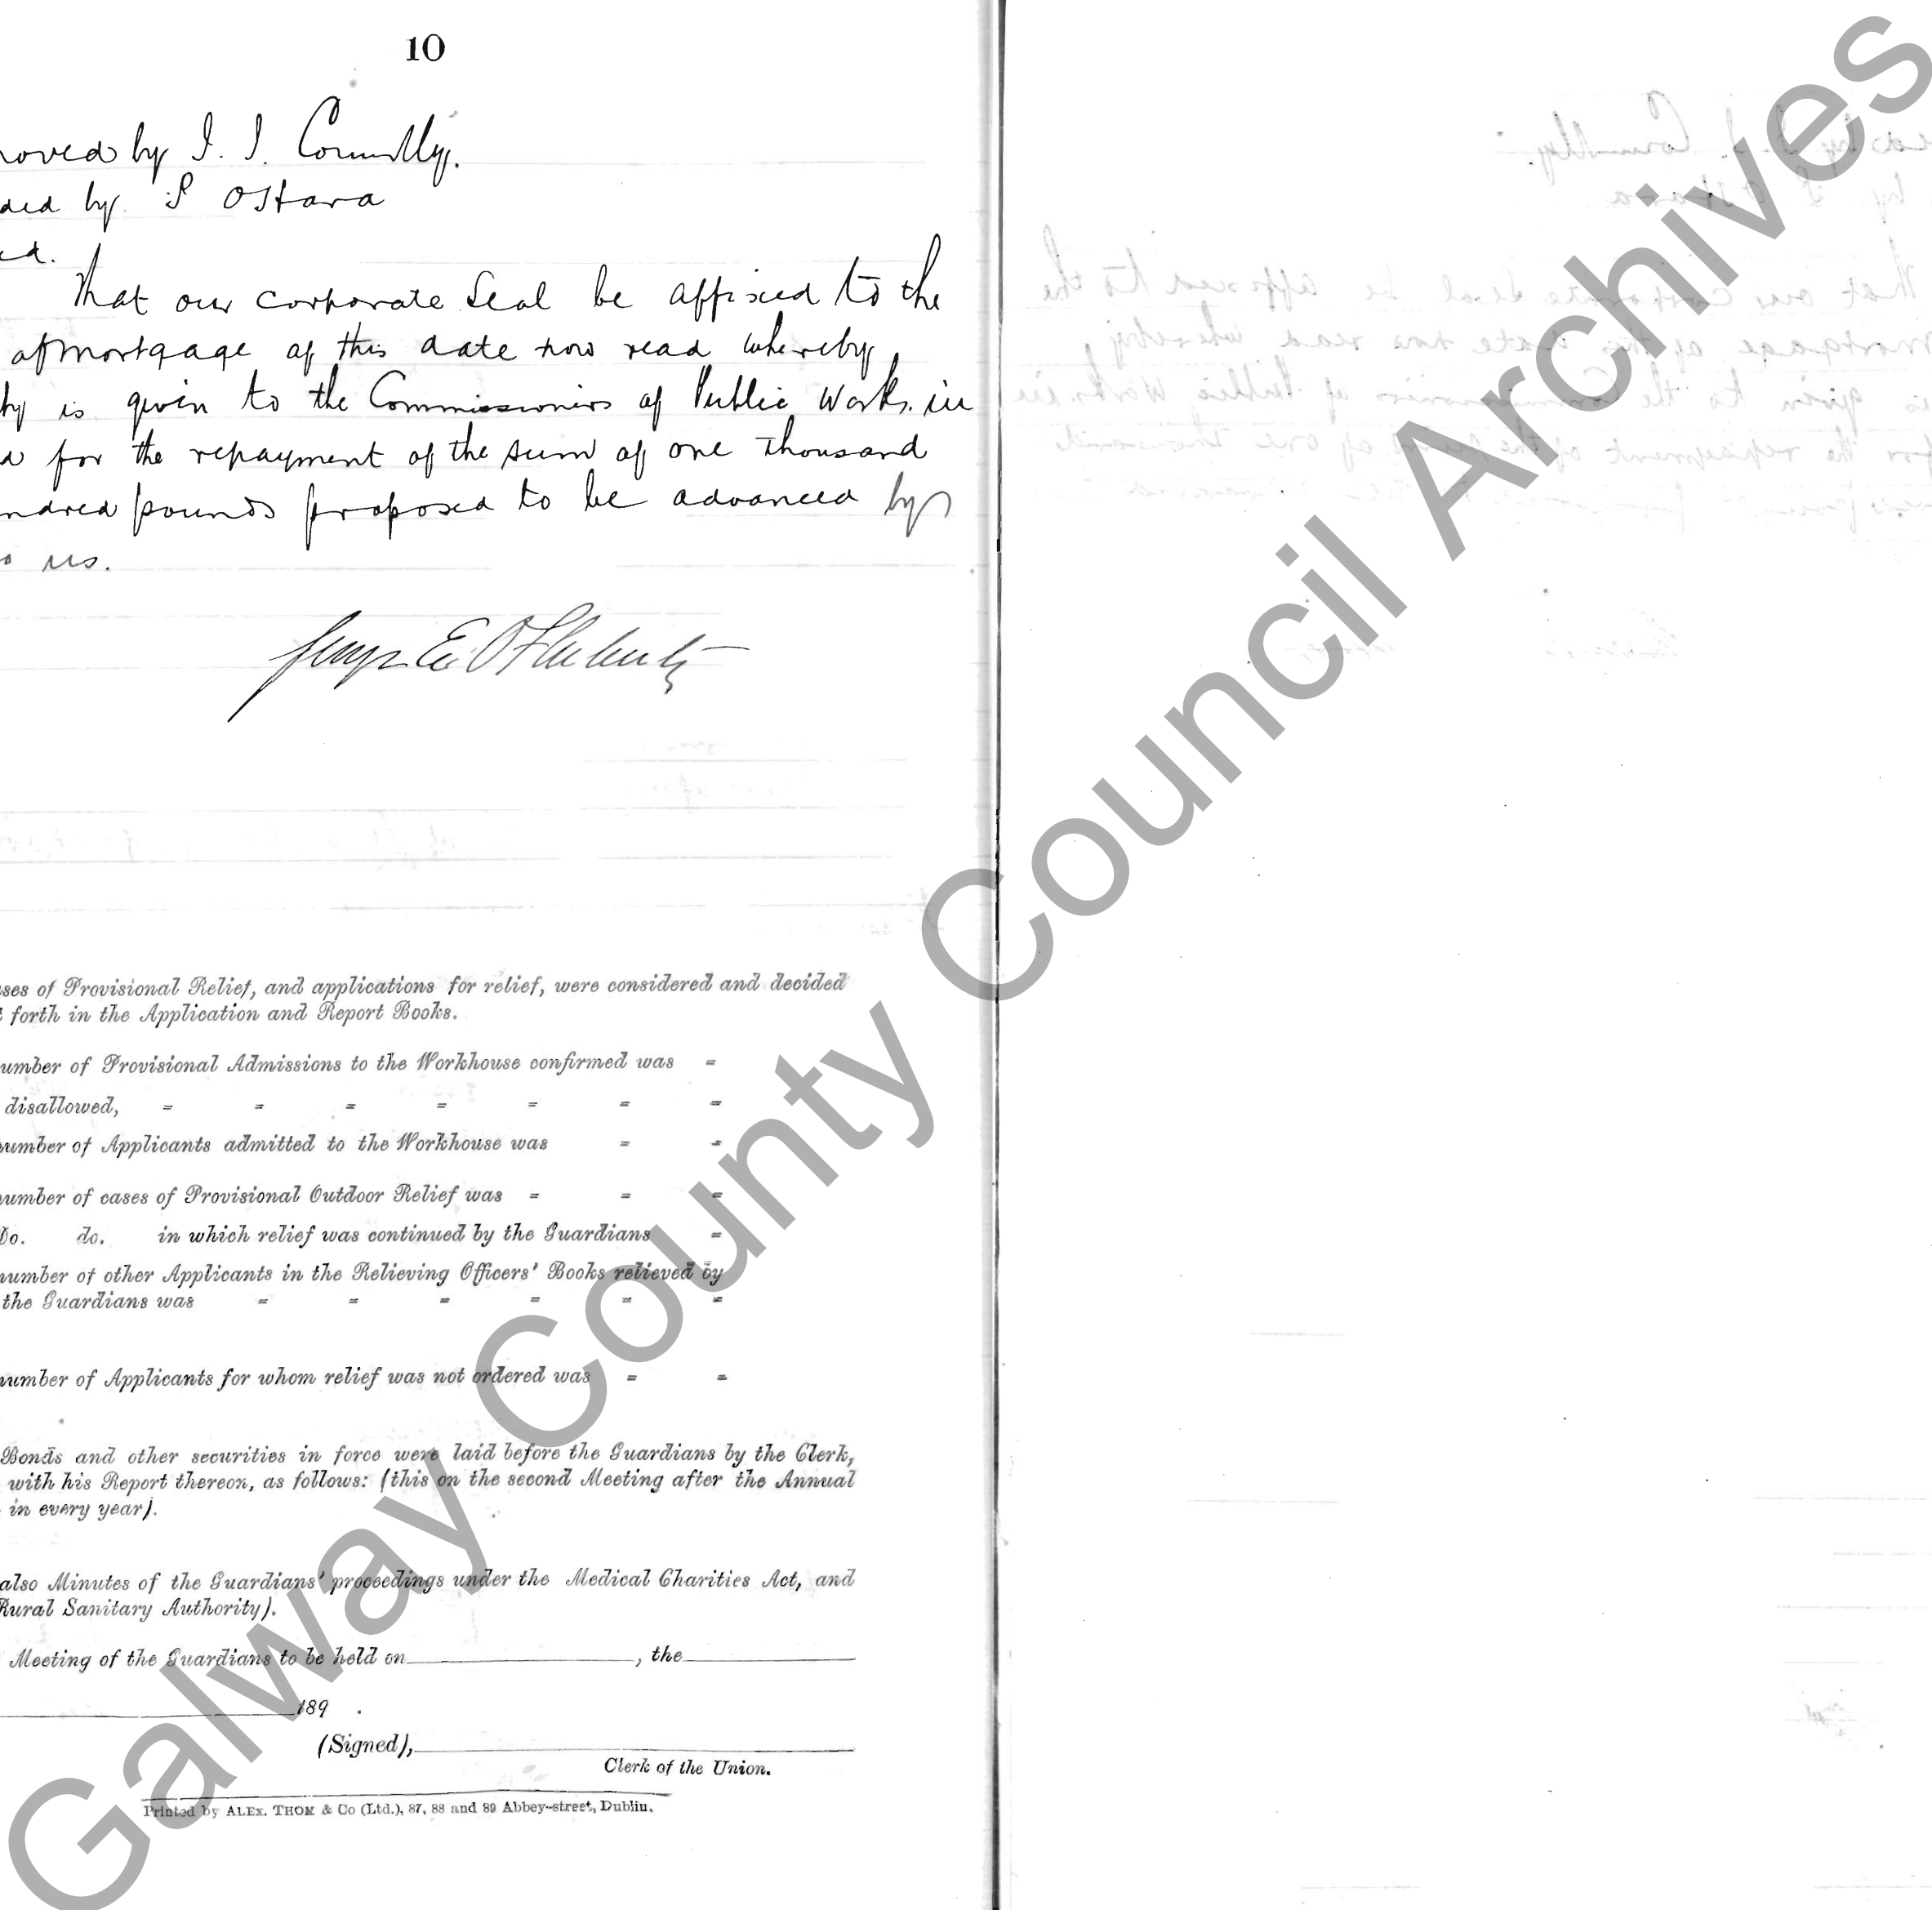 10
oved by J. J. Connolly.
ded by P OHara
ed.
That our corporate Seal be affixed to the
of mortgage of this date now read whereby
ty is given to the Commissioners of Public Works in
d for the repayment of the sum of one thousand
ndred pounds proposed to be advanced by
o us.
George E. O'Flaherty
ses of Provisional Relief, and applications for relief, were considered and decided
t forth in the Application and Report Books.
umber of Provisional Admissions to the Workhouse confirmed was =
disallowed, = = = = = = =
number of Applicants admitted to the Workhouse was = =
number of cases of Provisional Outdoor Relief was = = =
Do. do. in which relief was continued by the Guardians =
number of other Applicants in the Relieving Officers' Books relieved by
the Guardians was = = = = = =
number of Applicants for whom relief was not ordered was = =
Bonds and other securities in force were laid before the Guardians by the Clerk,
with his Report thereon, as follows: (this on the second Meeting after the Annual
in every year).
also Minutes of the Guardians' proceedings under the Medical Charities Act, and
Rural Sanitary Authority).
Meeting of the Guardians to be held on , the
189 .
(Signed),
Clerk of the Union.
Printed by ALEX. THOM & Co (Ltd.), 87, 88 and 89 Abbey-street, Dublin.
Galway County Council Archives